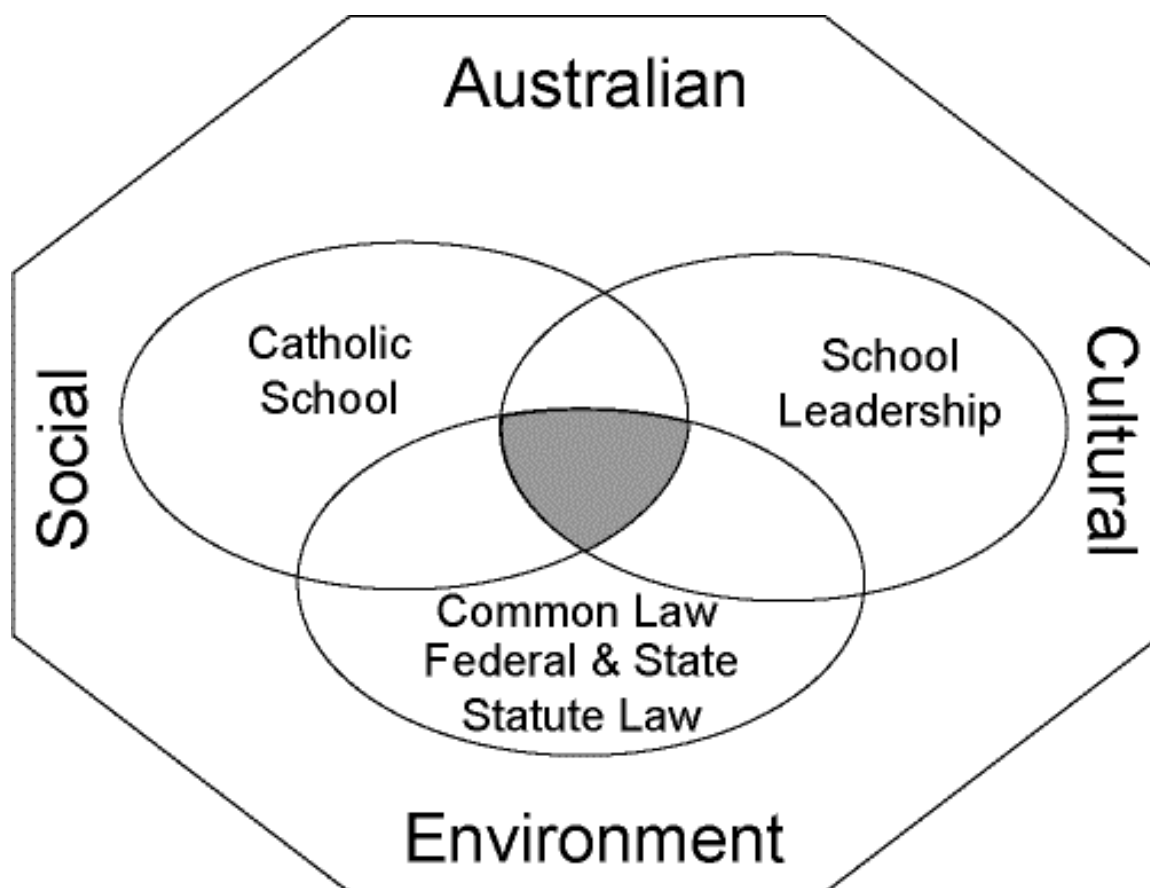 Australian
Social
Catholic
School
School
Leadership
Cultural
Common Law
Federal & State
Statute Law
Environment